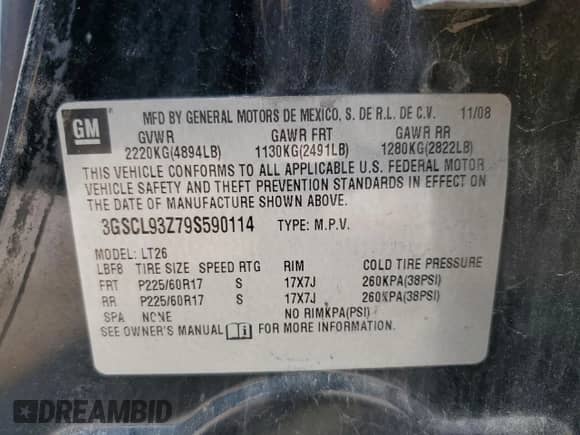 GM
MFD BY GENERAL MOTORS DE MEXICO, S. DE R.L. DE C.V. 11/08
GVWR GAWR FRT GAWR RR
2220KG(4894LB) 1130KG(2491LB) 1280KG(2822LB)
THIS VEHICLE CONFORMS TO ALL APPLICABLE U.S. FEDERAL MOTOR
VEHICLE SAFETY AND THEFT PREVENTION STANDARDS IN EFFECT ON
THE DATE OF MANUFACTURE SHOWN ABOVE.
3GSCL93Z79S590114 TYPE: M.P.V.
MODEL: LT26
LBF8 TIRE SIZE SPEED RTG RIM COLD TIRE PRESSURE
FRT P225/60R17 S 17X7J 260KPA(38PSI)
RR P225/60R17 S 17X7J 260KPA(38PSI)
SPA NONE NO RIMKPA(PSI)
SEE OWNER'S MANUAL FOR MORE INFORMATION.
DREAMBID